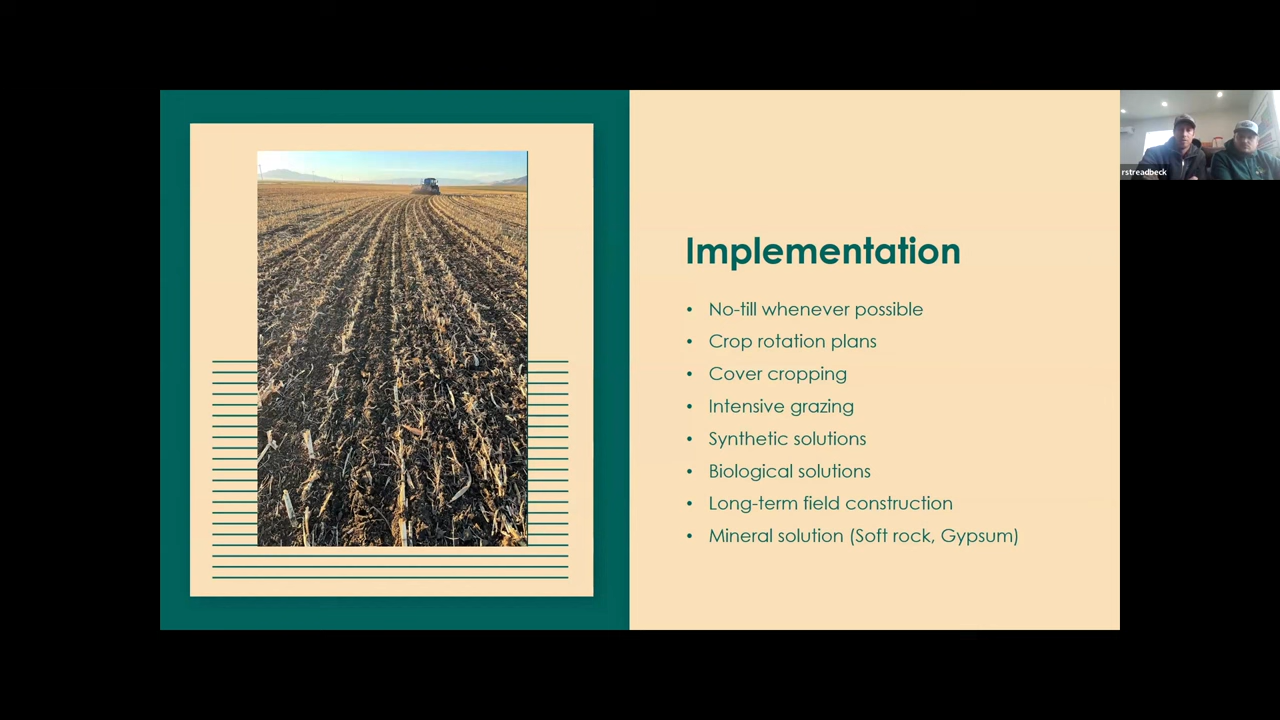 Implementation
• No-till whenever possible
• Crop rotation plans
• Cover cropping
• Intensive grazing
• Synthetic solutions
• Biological solutions
• Long-term field construction
• Mineral solution (Soft rock, Gypsum)
rstreadbeck